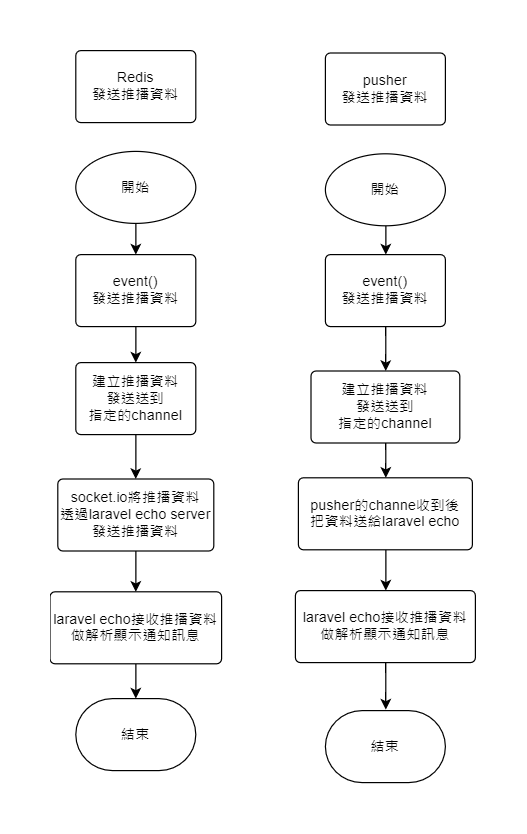 Redis
發送推播資料
開始
event()
發送推播資料
建立推播資料
發送送到
指定的channel
socket.io將推播資料
透過laravel echo server
發送推播資料
laravel echo接收推播資料
做解析顯示通知訊息
結束
pusher
發送推播資料
開始
event()
發送推播資料
建立推播資料
發送送到
指定的channel
pusher的channe收到後
把資料送給laravel echo
laravel echo接收推播資料
做解析顯示通知訊息
結束